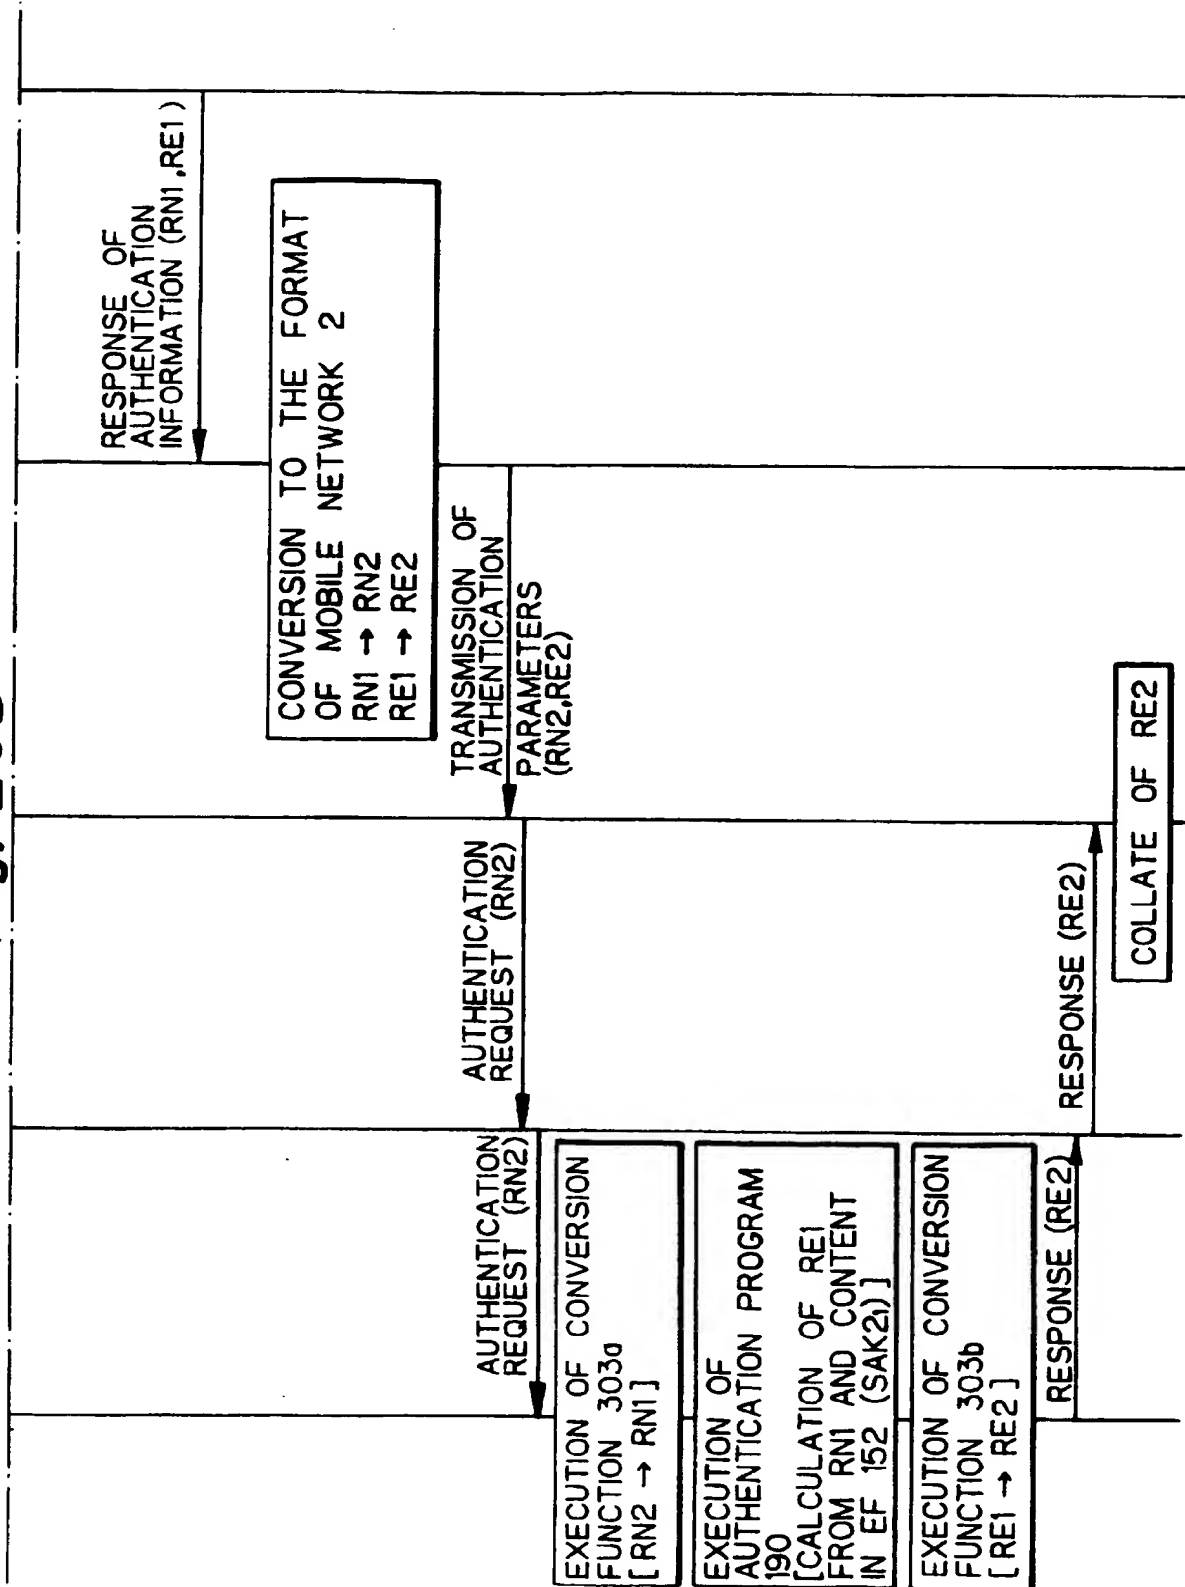 RESPONSE OF
AUTHENTICATION
INFORMATION (RN1,RE1)
CONVERSION TO THE FORMAT
OF MOBILE NETWORK 2
RN1 → RN2
RE1 → RE2
TRANSMISSION OF
AUTHENTICATION
PARAMETERS
(RN2,RE2)
AUTHENTICATION
REQUEST (RN2)
AUTHENTICATION
REQUEST (RN2)
EXECUTION OF CONVERSION
FUNCTION 303a
[RN2 → RN1]
EXECUTION OF
AUTHENTICATION PROGRAM
190
[CALCULATION OF RE1
FROM RN1 AND CONTENT
IN EF 152 (SAK21)]
EXECUTION OF CONVERSION
FUNCTION 303b
[RE1 → RE2]
RESPONSE (RE2)
RESPONSE (RE2)
COLLATE OF RE2